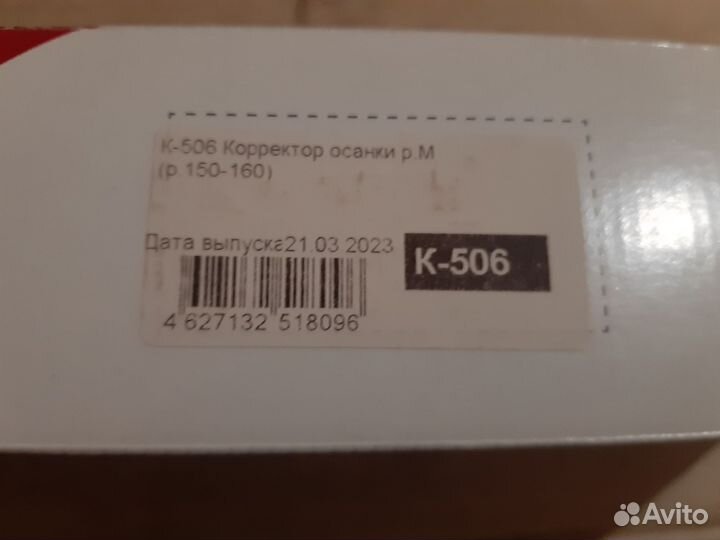 К-506 Корректор осанки р.М
(р.150-160)
Дата выпуска21.03.2023
К-506
4 627132 518096
Avito